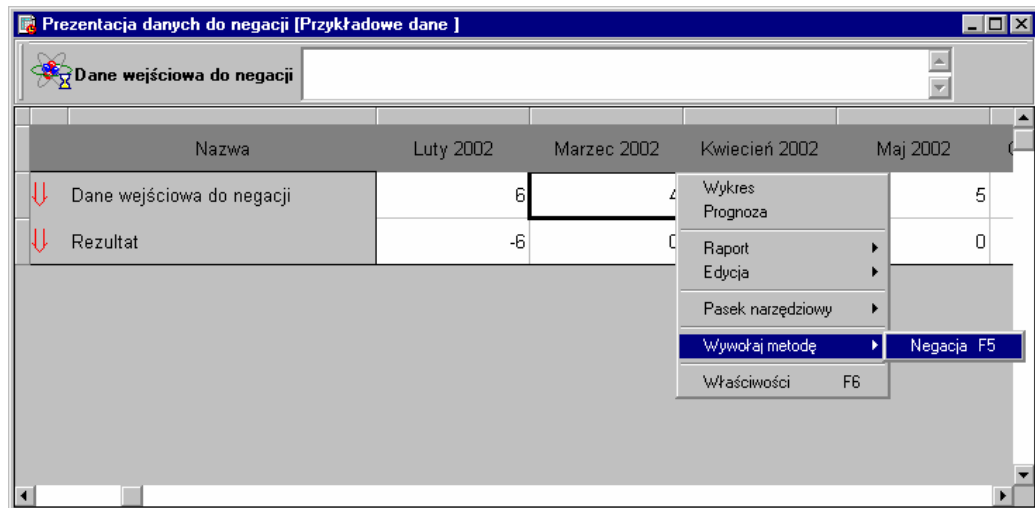 Prezentacja danych do negacji [Przykładowe dane ]
Dane wejściowa do negacji
Nazwa Luty 2002 Marzec 2002 Kwiecień 2002 Maj 2002
Dane wejściowa do negacji 6 4 5
Rezultat -6 0 0
Wykres
Prognoza
Raport
Edycja
Pasek narzędziowy
Wywołaj metodę Negacja F5
Właściwości F6